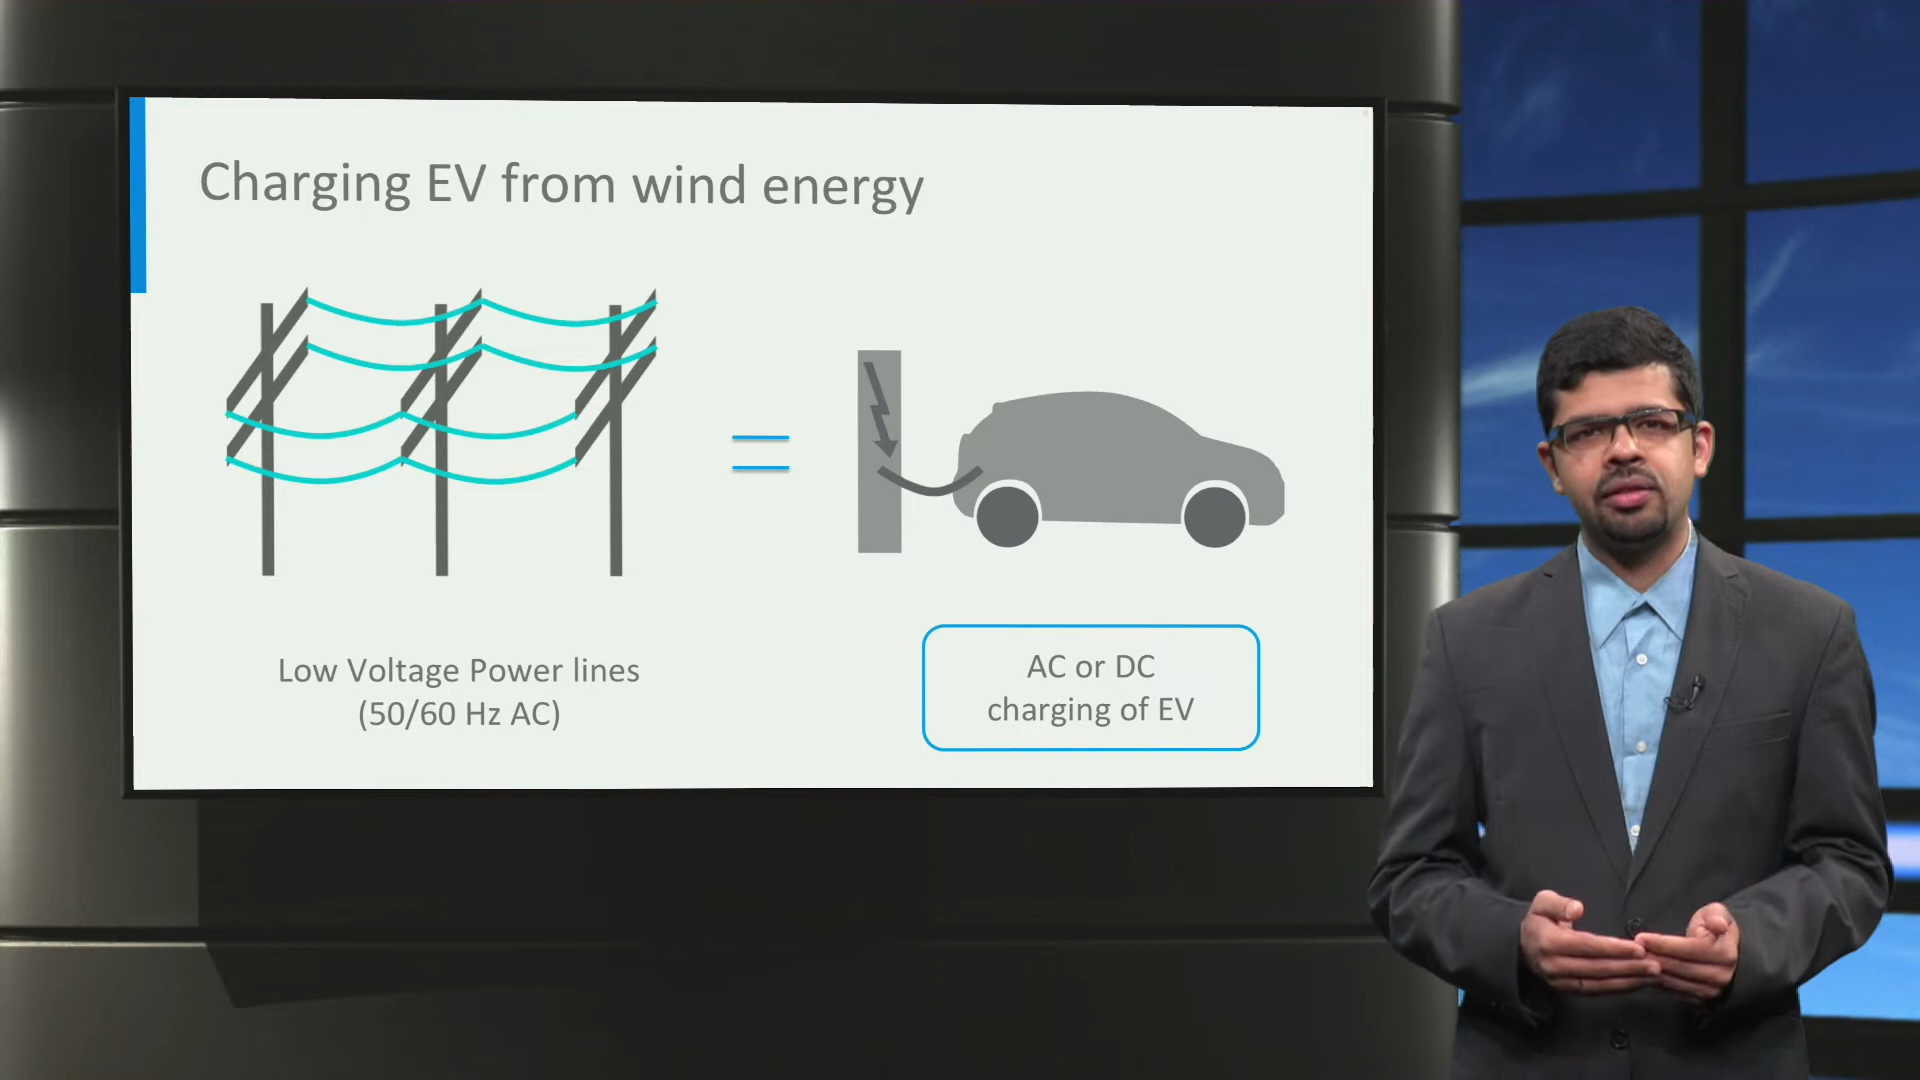 Charging EV from wind energy
Low Voltage Power lines
(50/60 Hz AC)
AC or DC
charging of EV